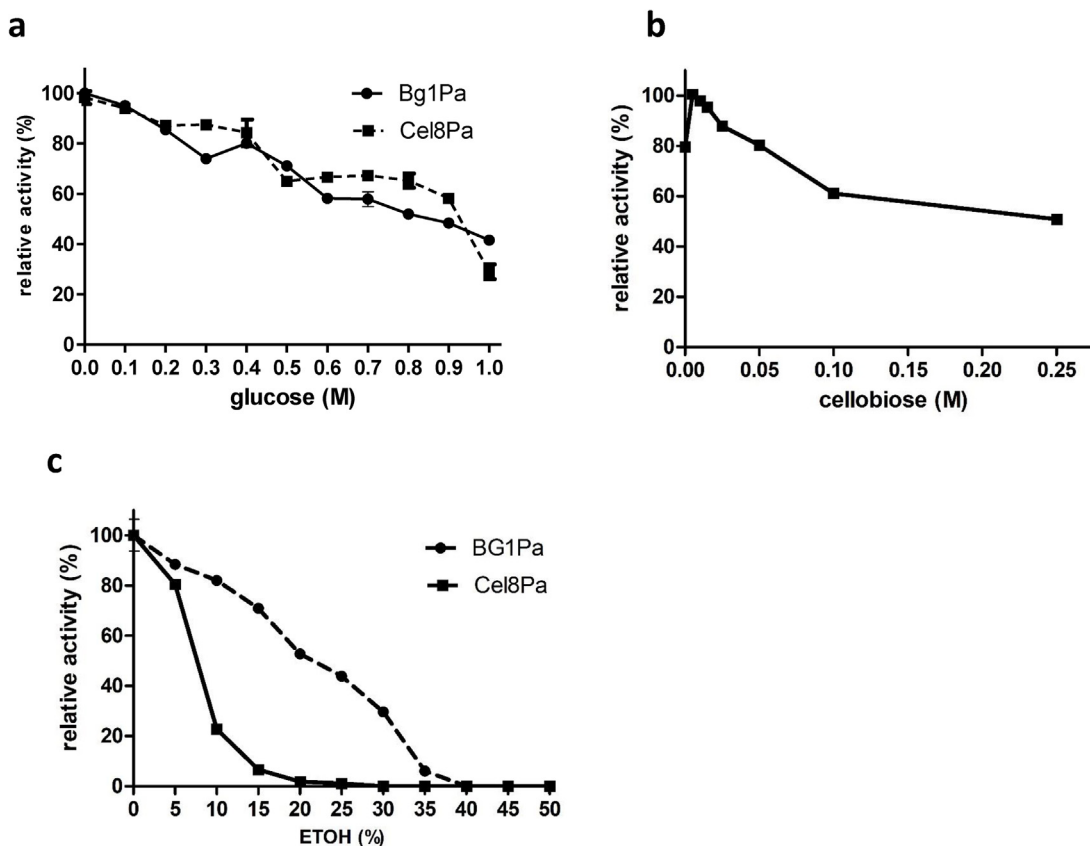 a
relative activity (%)
100
80
60
40
20
0
0.0 0.1 0.2 0.3 0.4 0.5 0.6 0.7 0.8 0.9 1.0
glucose (M)
Bg1Pa
Cel8Pa
b
relative activity (%)
100
80
60
40
20
0
0.00 0.05 0.10 0.15 0.20 0.25
cellobiose (M)
c
relative activity (%)
100
80
60
40
20
0
0 5 10 15 20 25 30 35 40 45 50
ETOH (%)
BG1Pa
Cel8Pa